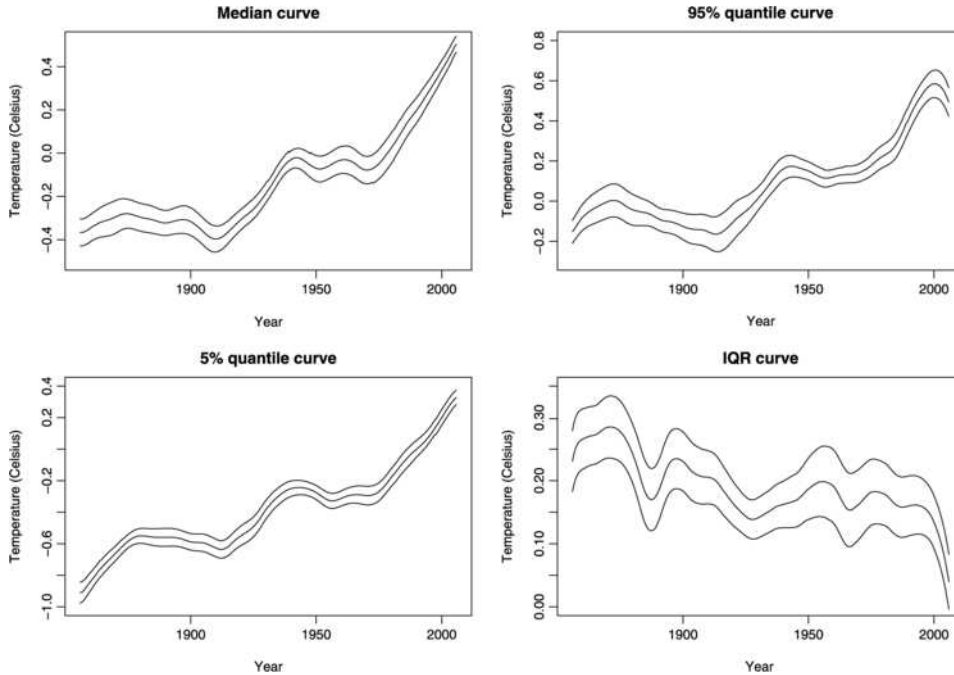 Median curve
Temperature (Celsius)
0.4
0.2
0.0
−0.2
−0.4
1900
1950
2000
Year
95% quantile curve
Temperature (Celsius)
0.8
0.6
0.4
0.2
0.0
−0.2
1900
1950
2000
Year
5% quantile curve
Temperature (Celsius)
0.4
−0.2
−0.6
−1.0
1900
1950
2000
Year
IQR curve
Temperature (Celsius)
0.30
0.20
0.10
0.00
1900
1950
2000
Year